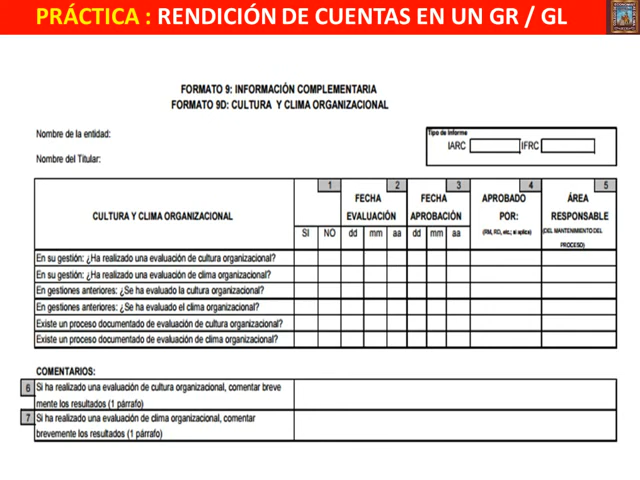 PRÁCTICA : RENDICIÓN DE CUENTAS EN UN GR / GL
FORMATO 9: INFORMACIÓN COMPLEMENTARIA
FORMATO 9D: CULTURA Y CLIMA ORGANIZACIONAL
Nombre de la entidad:
Tipo de Informe
IARC
IFRC
Nombre del Titular:
1
2
3
4
5
CULTURA Y CLIMA ORGANIZACIONAL
FECHA
EVALUACIÓN
FECHA
APROBACIÓN
APROBADO
POR:
(RM, RD, etc.; si aplica)
ÁREA
RESPONSABLE
(DEL MANTENIMIENTO DEL
PROCESO)
SI NO dd mm aa dd mm aa
En su gestión: ¿Ha realizado una evaluación de cultura organizacional?
En su gestión: ¿Ha realizado una evaluación de clima organizacional?
En gestiones anteriores: ¿Se ha evaluado la cultura organizacional?
En gestiones anteriores: ¿Se ha evaluado el clima organizacional?
Existe un proceso documentado de evaluación de cultura organizacional?
Existe un proceso documentado de evaluación de clima organizacional?
COMENTARIOS:
6 Si ha realizado una evaluación de cultura organizacional, comentar breve
mente los resultados (1 párrafo)
7 Si ha realizado una evaluación de clima organizacional, comentar
brevemente los resultados (1 párrafo)